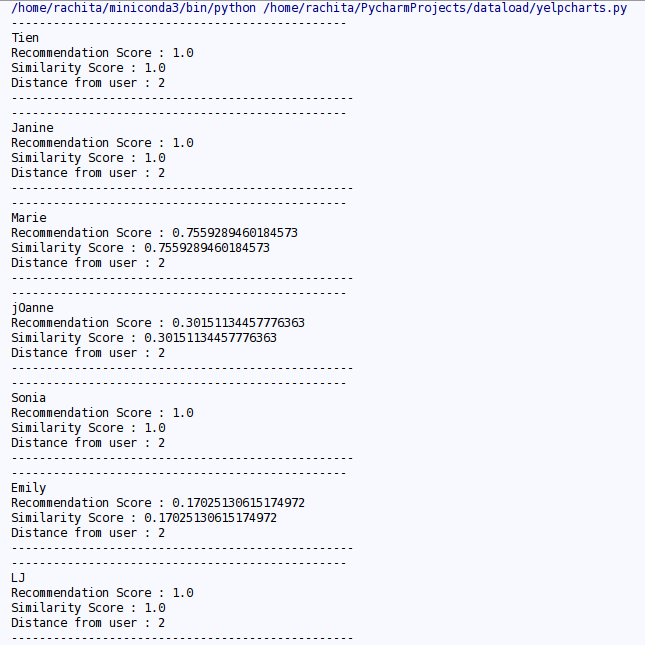 /home/rachita/miniconda3/bin/python /home/rachita/PycharmProjects/dataload/yelpcharts.py
------------------------------------------------
Tien
Recommendation Score : 1.0
Similarity Score : 1.0
Distance from user : 2
-------------------------------------------------
------------------------------------------------
Janine
Recommendation Score : 1.0
Similarity Score : 1.0
Distance from user : 2
-------------------------------------------------
------------------------------------------------
Marie
Recommendation Score : 0.7559289460184573
Similarity Score : 0.7559289460184573
Distance from user : 2
-------------------------------------------------
------------------------------------------------
jOanne
Recommendation Score : 0.30151134457776363
Similarity Score : 0.30151134457776363
Distance from user : 2
-------------------------------------------------
------------------------------------------------
Sonia
Recommendation Score : 1.0
Similarity Score : 1.0
Distance from user : 2
-------------------------------------------------
------------------------------------------------
Emily
Recommendation Score : 0.17025130615174972
Similarity Score : 0.17025130615174972
Distance from user : 2
-------------------------------------------------
------------------------------------------------
LJ
Recommendation Score : 1.0
Similarity Score : 1.0
Distance from user : 2
-------------------------------------------------